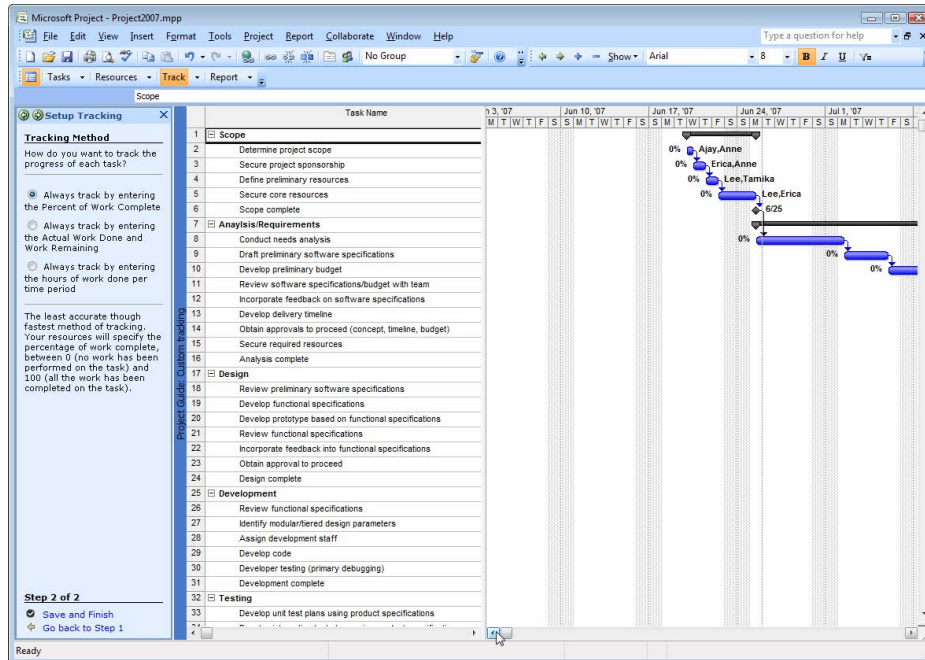 Microsoft Project - Project2007.mpp
File Edit View Insert Format Tools Project Report Collaborate Window Help
Type a question for help
No Group
Show
Arial
8
B I U
Tasks Resources Track Report
Scope
Setup Tracking
Tracking Method
How do you want to track the
progress of each task?
Always track by entering
the Percent of Work Complete
Always track by entering
the Actual Work Done and
Work Remaining
Always track by entering
the hours of work done per
time period
The least accurate though
fastest method of tracking.
Your resources will specify the
percentage of work complete,
between 0 (no work has been
performed on the task) and
100 (all the work has been
completed on the task).
Step 2 of 2
Save and Finish
Go back to Step 1
Project Guide: Custom tracking
Task Name
1 Scope
2 Determine project scope
3 Secure project sponsorship
4 Define preliminary resources
5 Secure core resources
6 Scope complete
7 Anaylsis/Requirements
8 Conduct needs analysis
9 Draft preliminary software specifications
10 Develop preliminary budget
11 Review software specifications/budget with team
12 Incorporate feedback on software specifications
13 Develop delivery timeline
14 Obtain approvals to proceed (concept, timeline, budget)
15 Secure required resources
16 Analysis complete
17 Design
18 Review preliminary software specifications
19 Develop functional specifications
20 Develop prototype based on functional specifications
21 Review functional specifications
22 Incorporate feedback into functional specifications
23 Obtain approval to proceed
24 Design complete
25 Development
26 Review functional specifications
27 Identify modular/tiered design parameters
28 Assign development staff
29 Develop code
30 Developer testing (primary debugging)
31 Development complete
32 Testing
33 Develop unit test plans using product specifications
3, '07 Jun 10, '07 Jun 17, '07 Jun 24, '07 Jul 1, '07
M T W T F S S M T W T F S S M T W T F S S M T W T F S S M T W T F S
0% Ajay,Anne
0% Erica,Anne
0% Lee,Tamika
0% Lee,Erica
6/25
0%
0%
0%
Ready